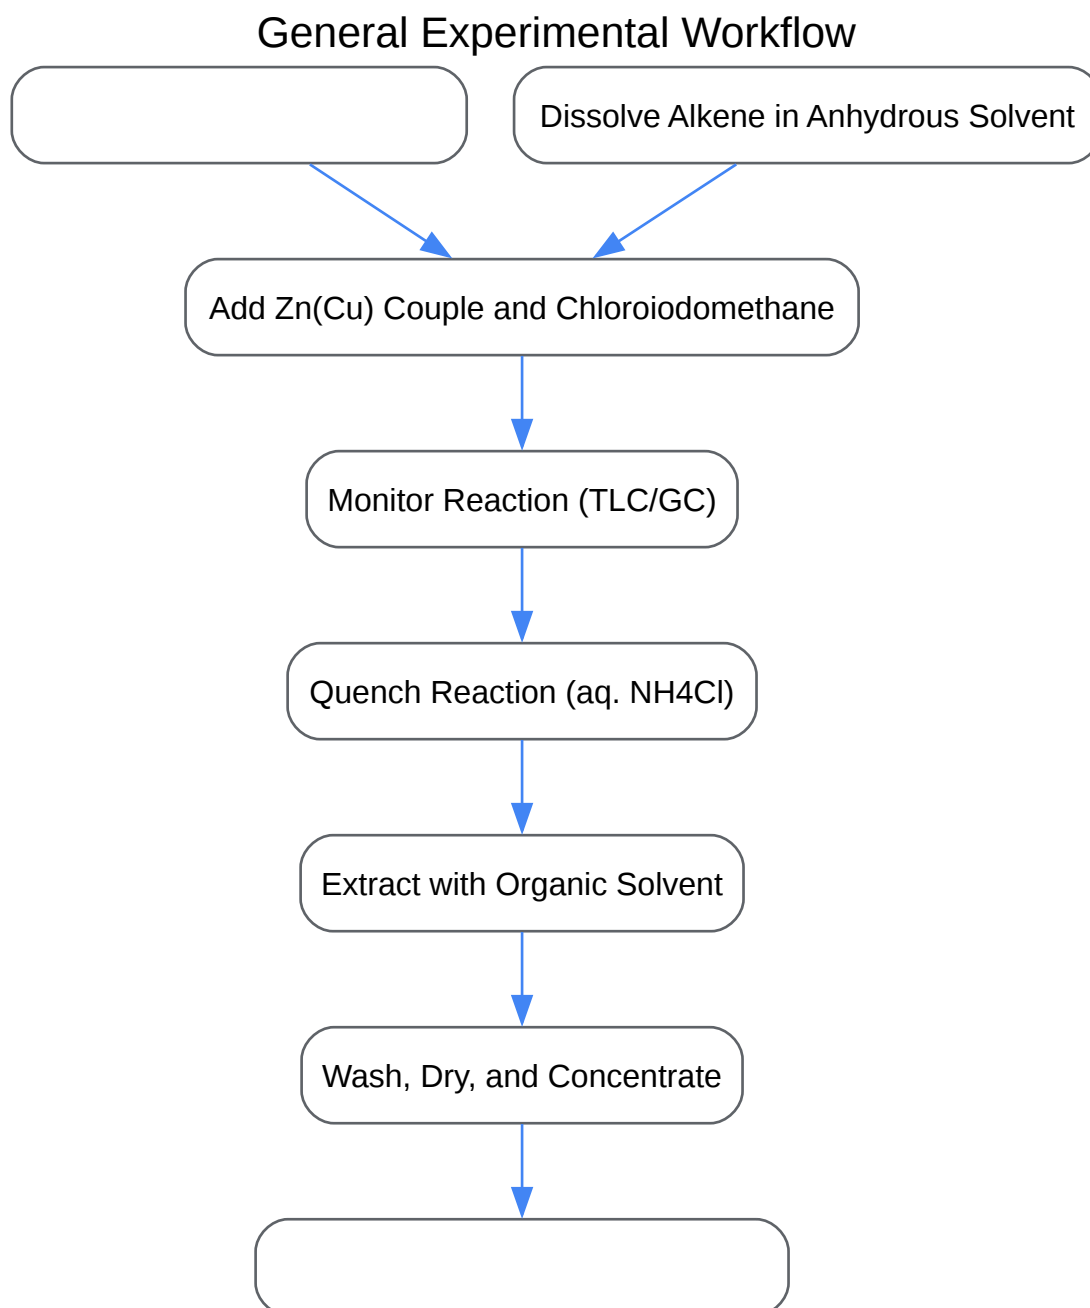 General Experimental Workflow
Dissolve Alkene in Anhydrous Solvent
Add Zn(Cu) Couple and Chloroiodomethane
Monitor Reaction (TLC/GC)
Quench Reaction (aq. NH4Cl)
Extract with Organic Solvent
Wash, Dry, and Concentrate